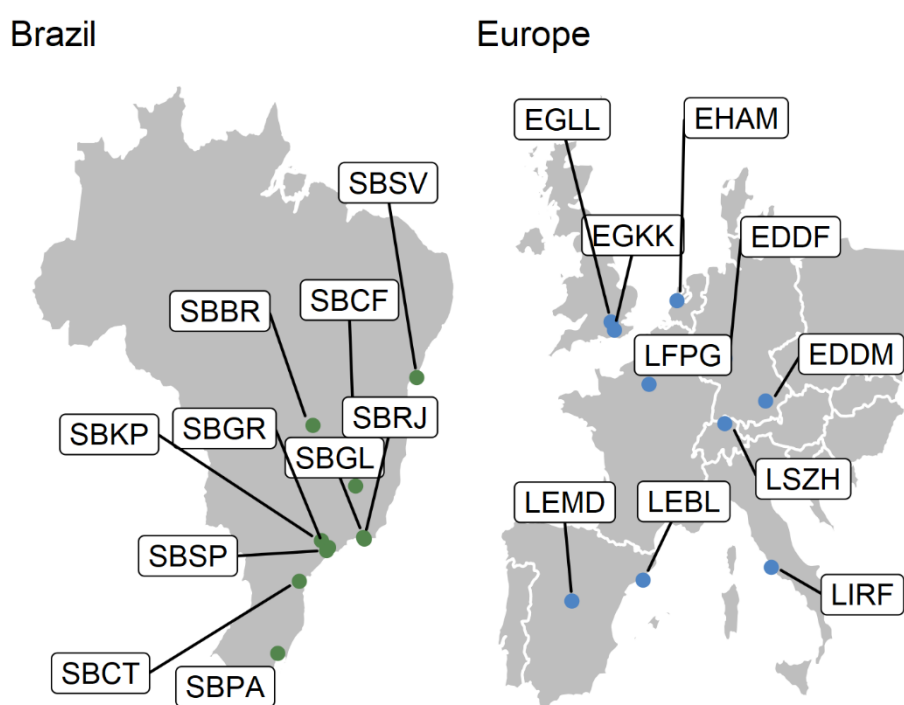 Brazil
SBSV
SBCF
SBBR
SBRJ
SBGR
SBKP
SBGL
SBSP
SBCT
SBPA
Europe
EGLL
EHAM
EGKK
EDDF
LFPG
EDDM
LSZH
LEMD
LEBL
LIRF